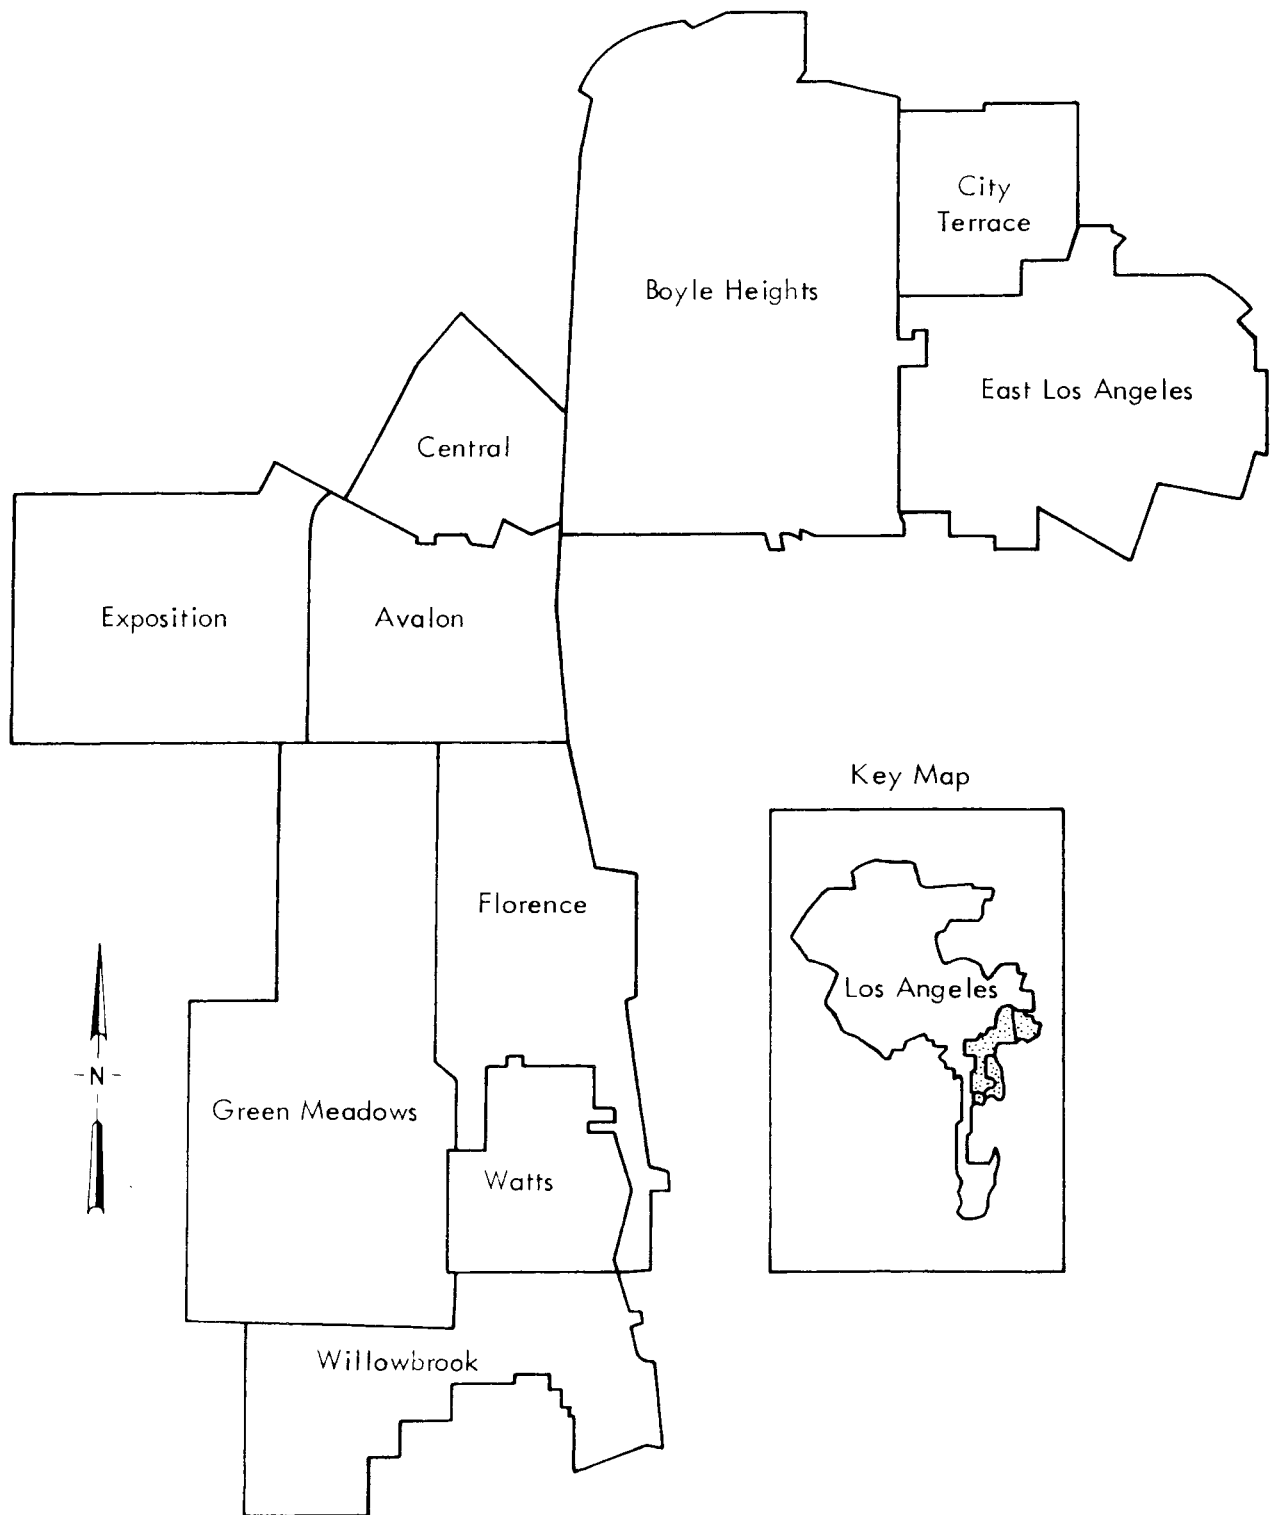 City
Terrace
Boyle Heights
East Los Angeles
Central
Exposition
Avalon
Key Map
Florence
Los Angeles
N
Green Meadows
Watts
Willowbrook